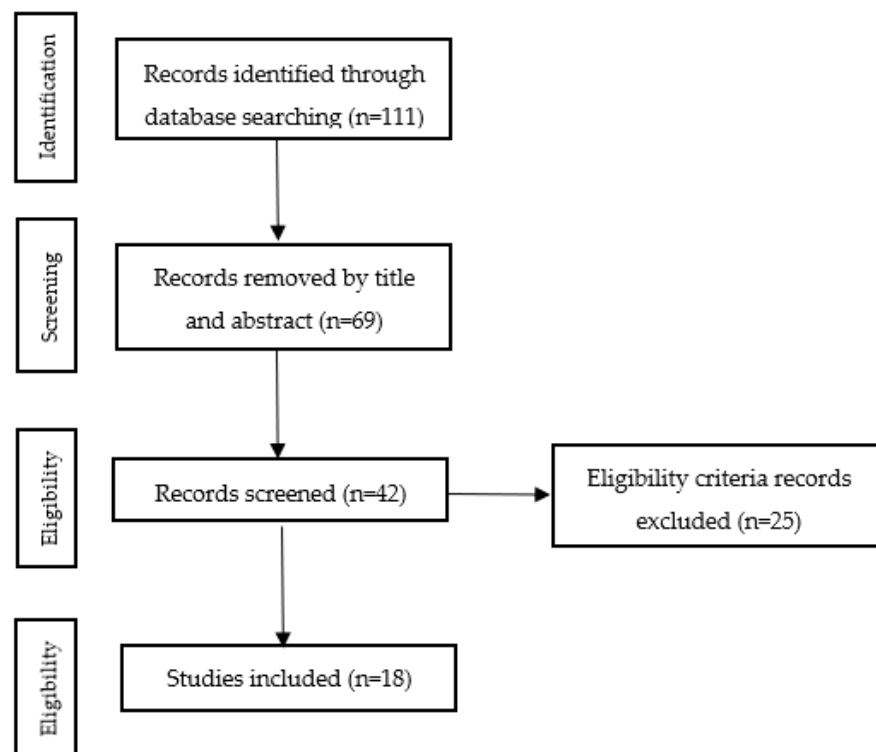 Identification
Records identified through
database searching (n=111)
Screening
Records removed by title
and abstract (n=69)
Eligibility
Records screened (n=42)
Eligibility criteria records
excluded (n=25)
Eligibility
Studies included (n=18)